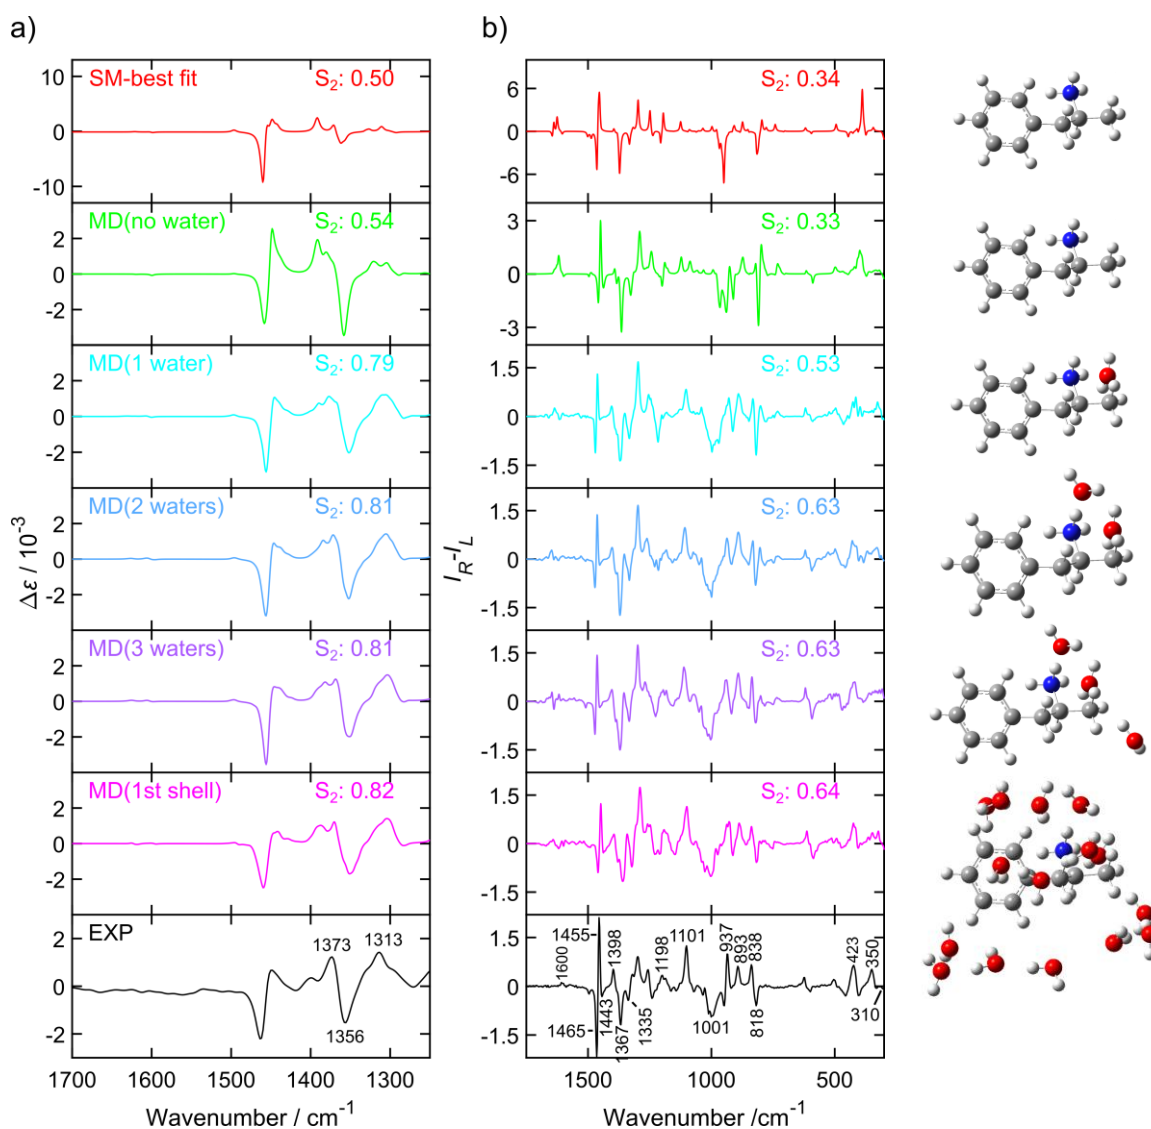 a)
b)
SM-best fit
S2: 0.50
10
0
-10
6
0
-6
S2: 0.34
MD(no water)
S2: 0.54
2
0
-2
3
0
-3
S2: 0.33
MD(1 water)
S2: 0.79
2
0
-2
1.5
0
-1.5
S2: 0.53
MD(2 waters)
S2: 0.81
2
0
-2
1.5
0
-1.5
S2: 0.63
MD(3 waters)
S2: 0.81
2
0
-2
1.5
0
-1.5
S2: 0.63
MD(1st shell)
S2: 0.82
2
0
-2
1.5
0
-1.5
S2: 0.64
EXP
2
0
-2
1373
1313
1356
1.5
0
-1.5
1455
1600
1398
1198
1101
937
893
838
423
350
1465
1443
1367
1335
1001
818
310
Δε / 10-3
IR-IL
1700 1600 1500 1400 1300
Wavenumber / cm-1
1500 1000 500
Wavenumber /cm-1